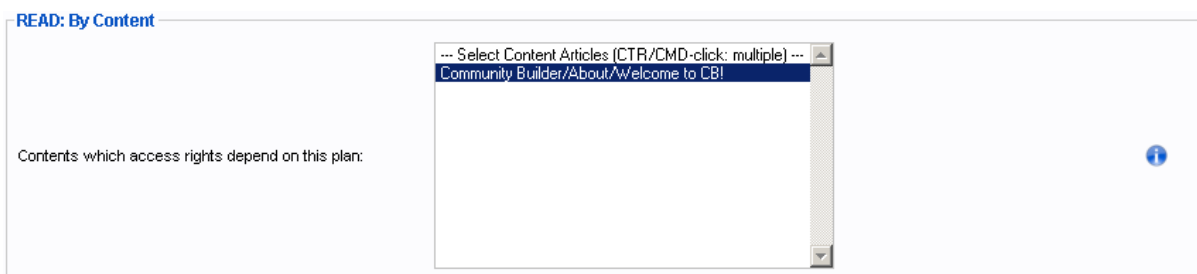 READ: By Content
--- Select Content Articles (CTR/CMD-click: multiple) ---
Community Builder/About/Welcome to CB!
Contents which access rights depend on this plan: